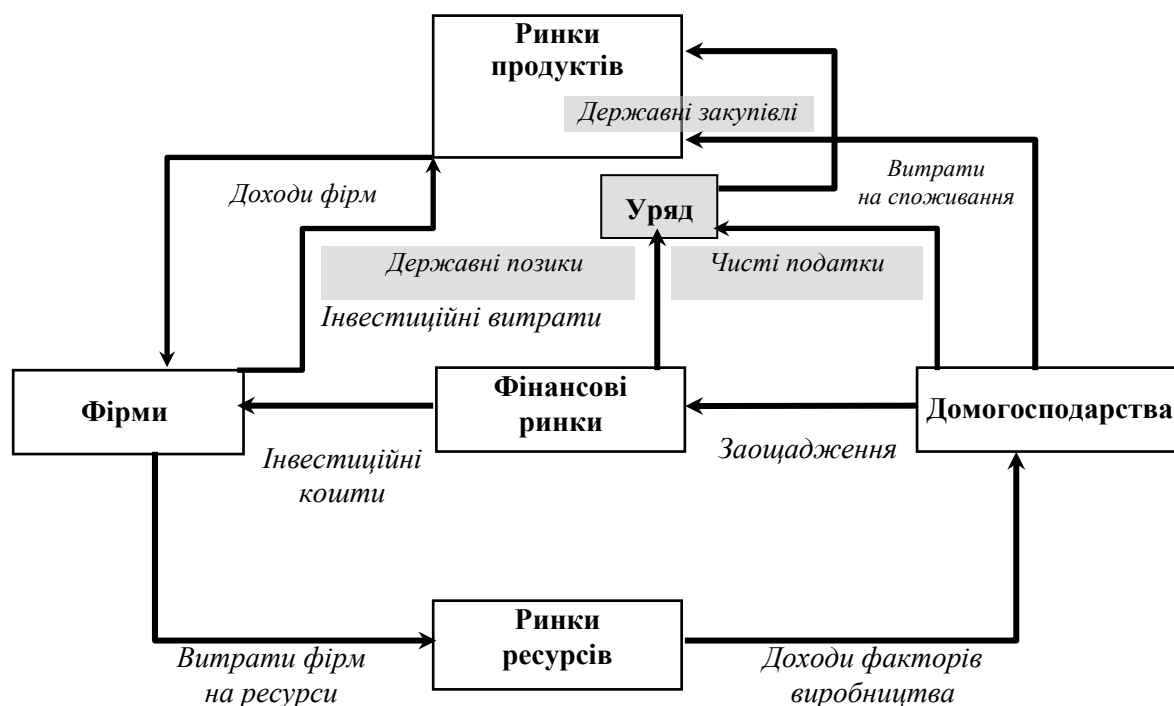 Ринки
продуктів
Державні закупівлі
Витрати
на споживання
Доходи фірм
Уряд
Державні позики
Чисті податки
Інвестиційні витрати
Фірми
Фінансові
ринки
Домогосподарства
Інвестиційні
кошти
Заощадження
Ринки
ресурсів
Витрати фірм
на ресурси
Доходи факторів
виробництва